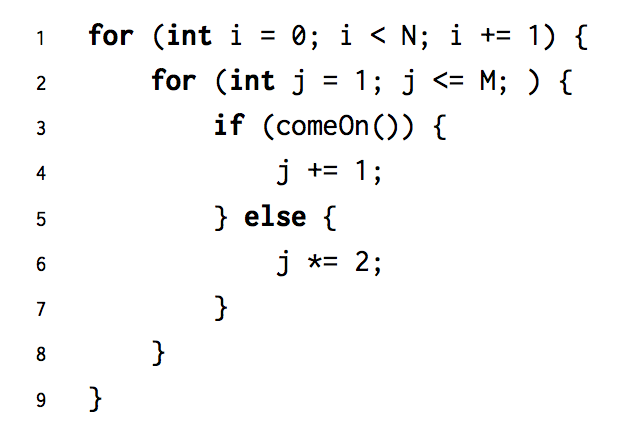 1 for (int i = 0; i < N; i += 1) {
2     for (int j = 1; j <= M; ) {
3         if (comeOn()) {
4             j += 1;
5         } else {
6             j *= 2;
7         }
8     }
9 }